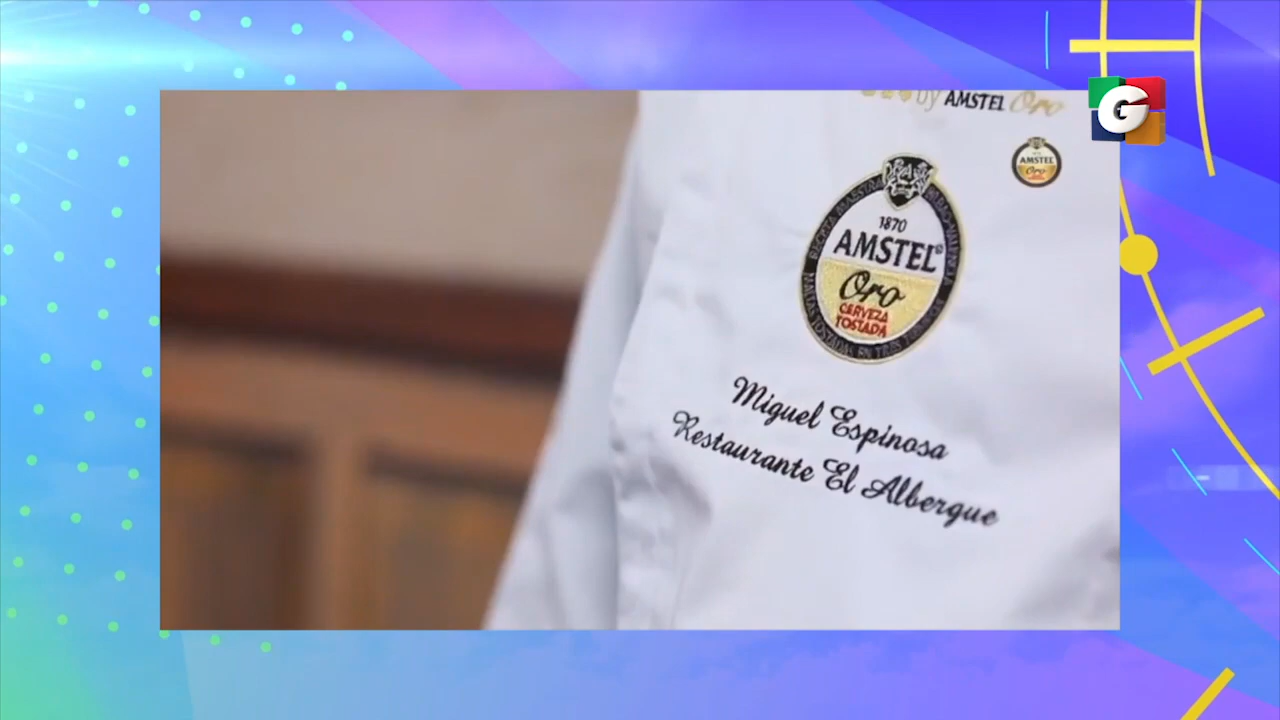 by AMSTEL Oro
G
AMSTEL
Oro
1870
AMSTEL
Oro
CERVEZA
TOSTADA
Miguel Espinosa
Restaurante El Albergue